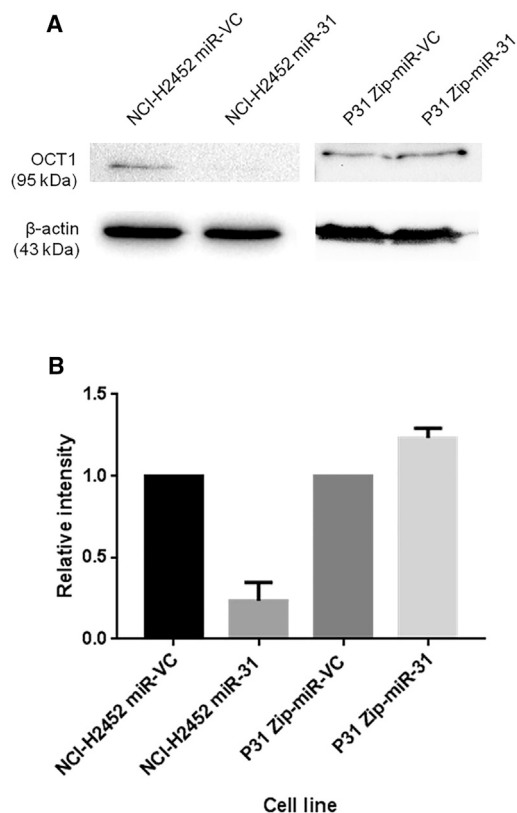 A
NCI-H2452 miR-VC
NCI-H2452 miR-31
P31 Zip-miR-VC
P31 Zip-miR-31
OCT1
(95 kDa)
β-actin
(43 kDa)
B
1.5
1.0
0.5
0.0
Relative intensity
NCI-H2452 miR-VC
NCI-H2452 miR-31
P31 Zip-miR-VC
P31 Zip-miR-31
Cell line